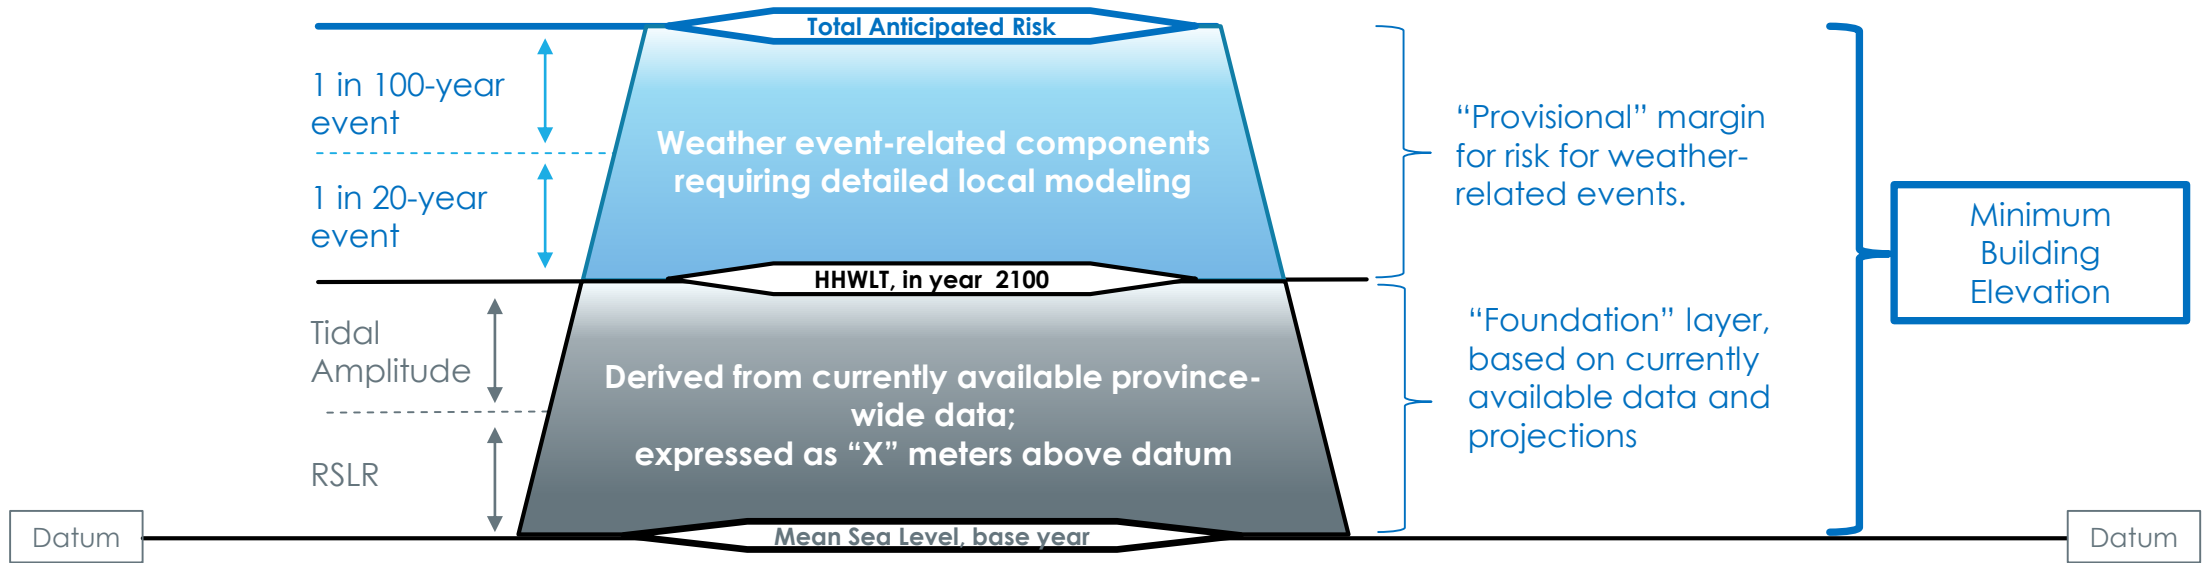 Total Anticipated Risk
1 in 100-year
event
Weather event-related components
requiring detailed local modeling
“Provisional” margin
for risk for weather-
related events.
1 in 20-year
event
Minimum
Building
Elevation
HHWLT, in year 2100
Tidal
Amplitude
Derived from currently available province-
wide data;
expressed as “X” meters above datum
“Foundation” layer,
based on currently
available data and
projections
RSLR
Datum
Mean Sea Level, base year
Datum